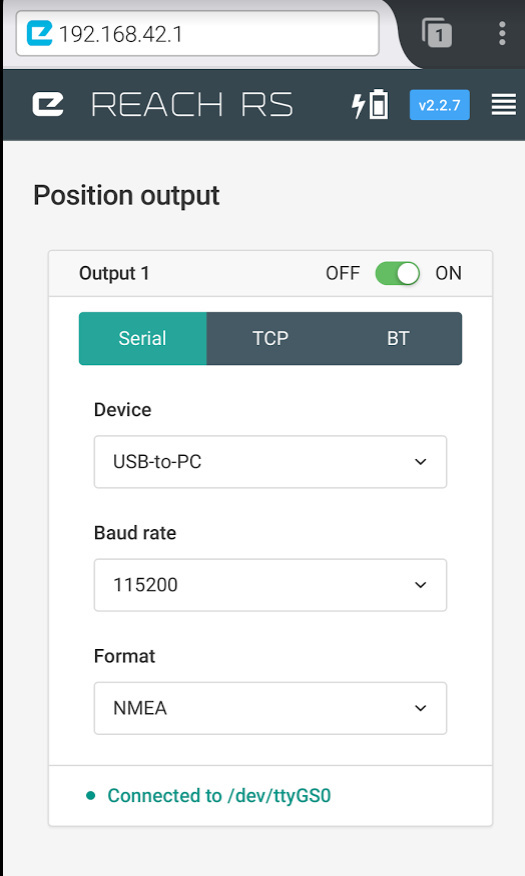 192.168.42.1
1
REACH RS
v2.2.7
Position output
Output 1 OFF ON
Serial TCP BT
Device
USB-to-PC
Baud rate
115200
Format
NMEA
Connected to /dev/ttyGS0